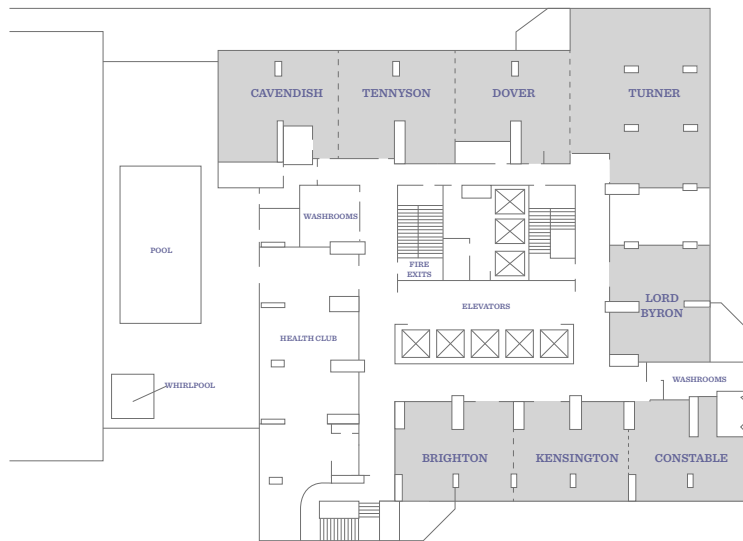 CAVENDISH
TENNYSON
DOVER
TURNER
WASHROOMS
POOL
FIRE
EXITS
ELEVATORS
LORD
BYRON
HEALTH CLUB
WHIRLPOOL
WASHROOMS
BRIGHTON
KENSINGTON
CONSTABLE